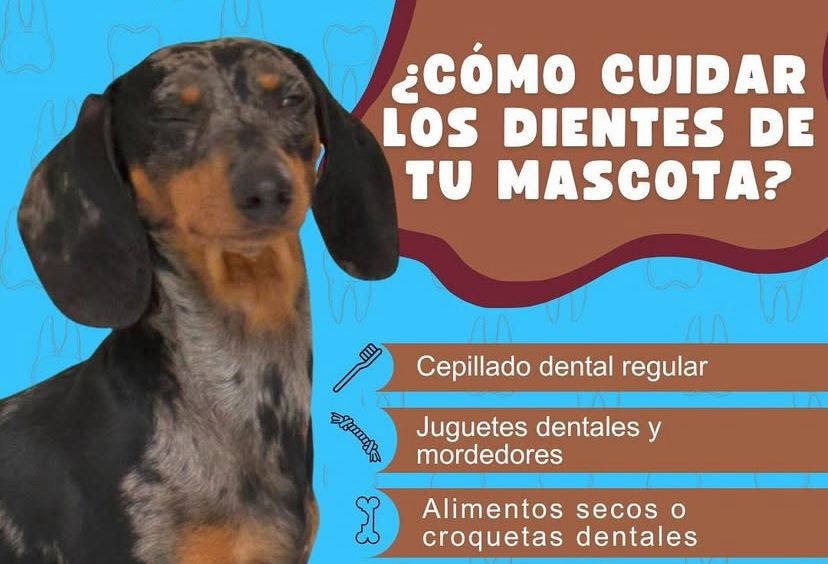 ¿CÓMO CUIDAR
LOS DIENTES DE
TU MASCOTA?
Cepillado dental regular
Juguetes dentales y
mordedores
Alimentos secos o
croquetas dentales